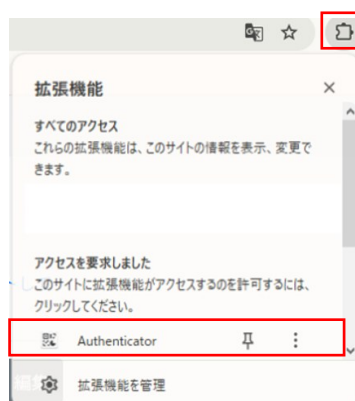 拡張機能
すべてのアクセス
これらの拡張機能は、このサイトの情報を表示、変更で
きます。
アクセスを要求しました
このサイトに拡張機能がアクセスするのを許可するには、
クリックしてください。
Authenticator
拡張機能を管理